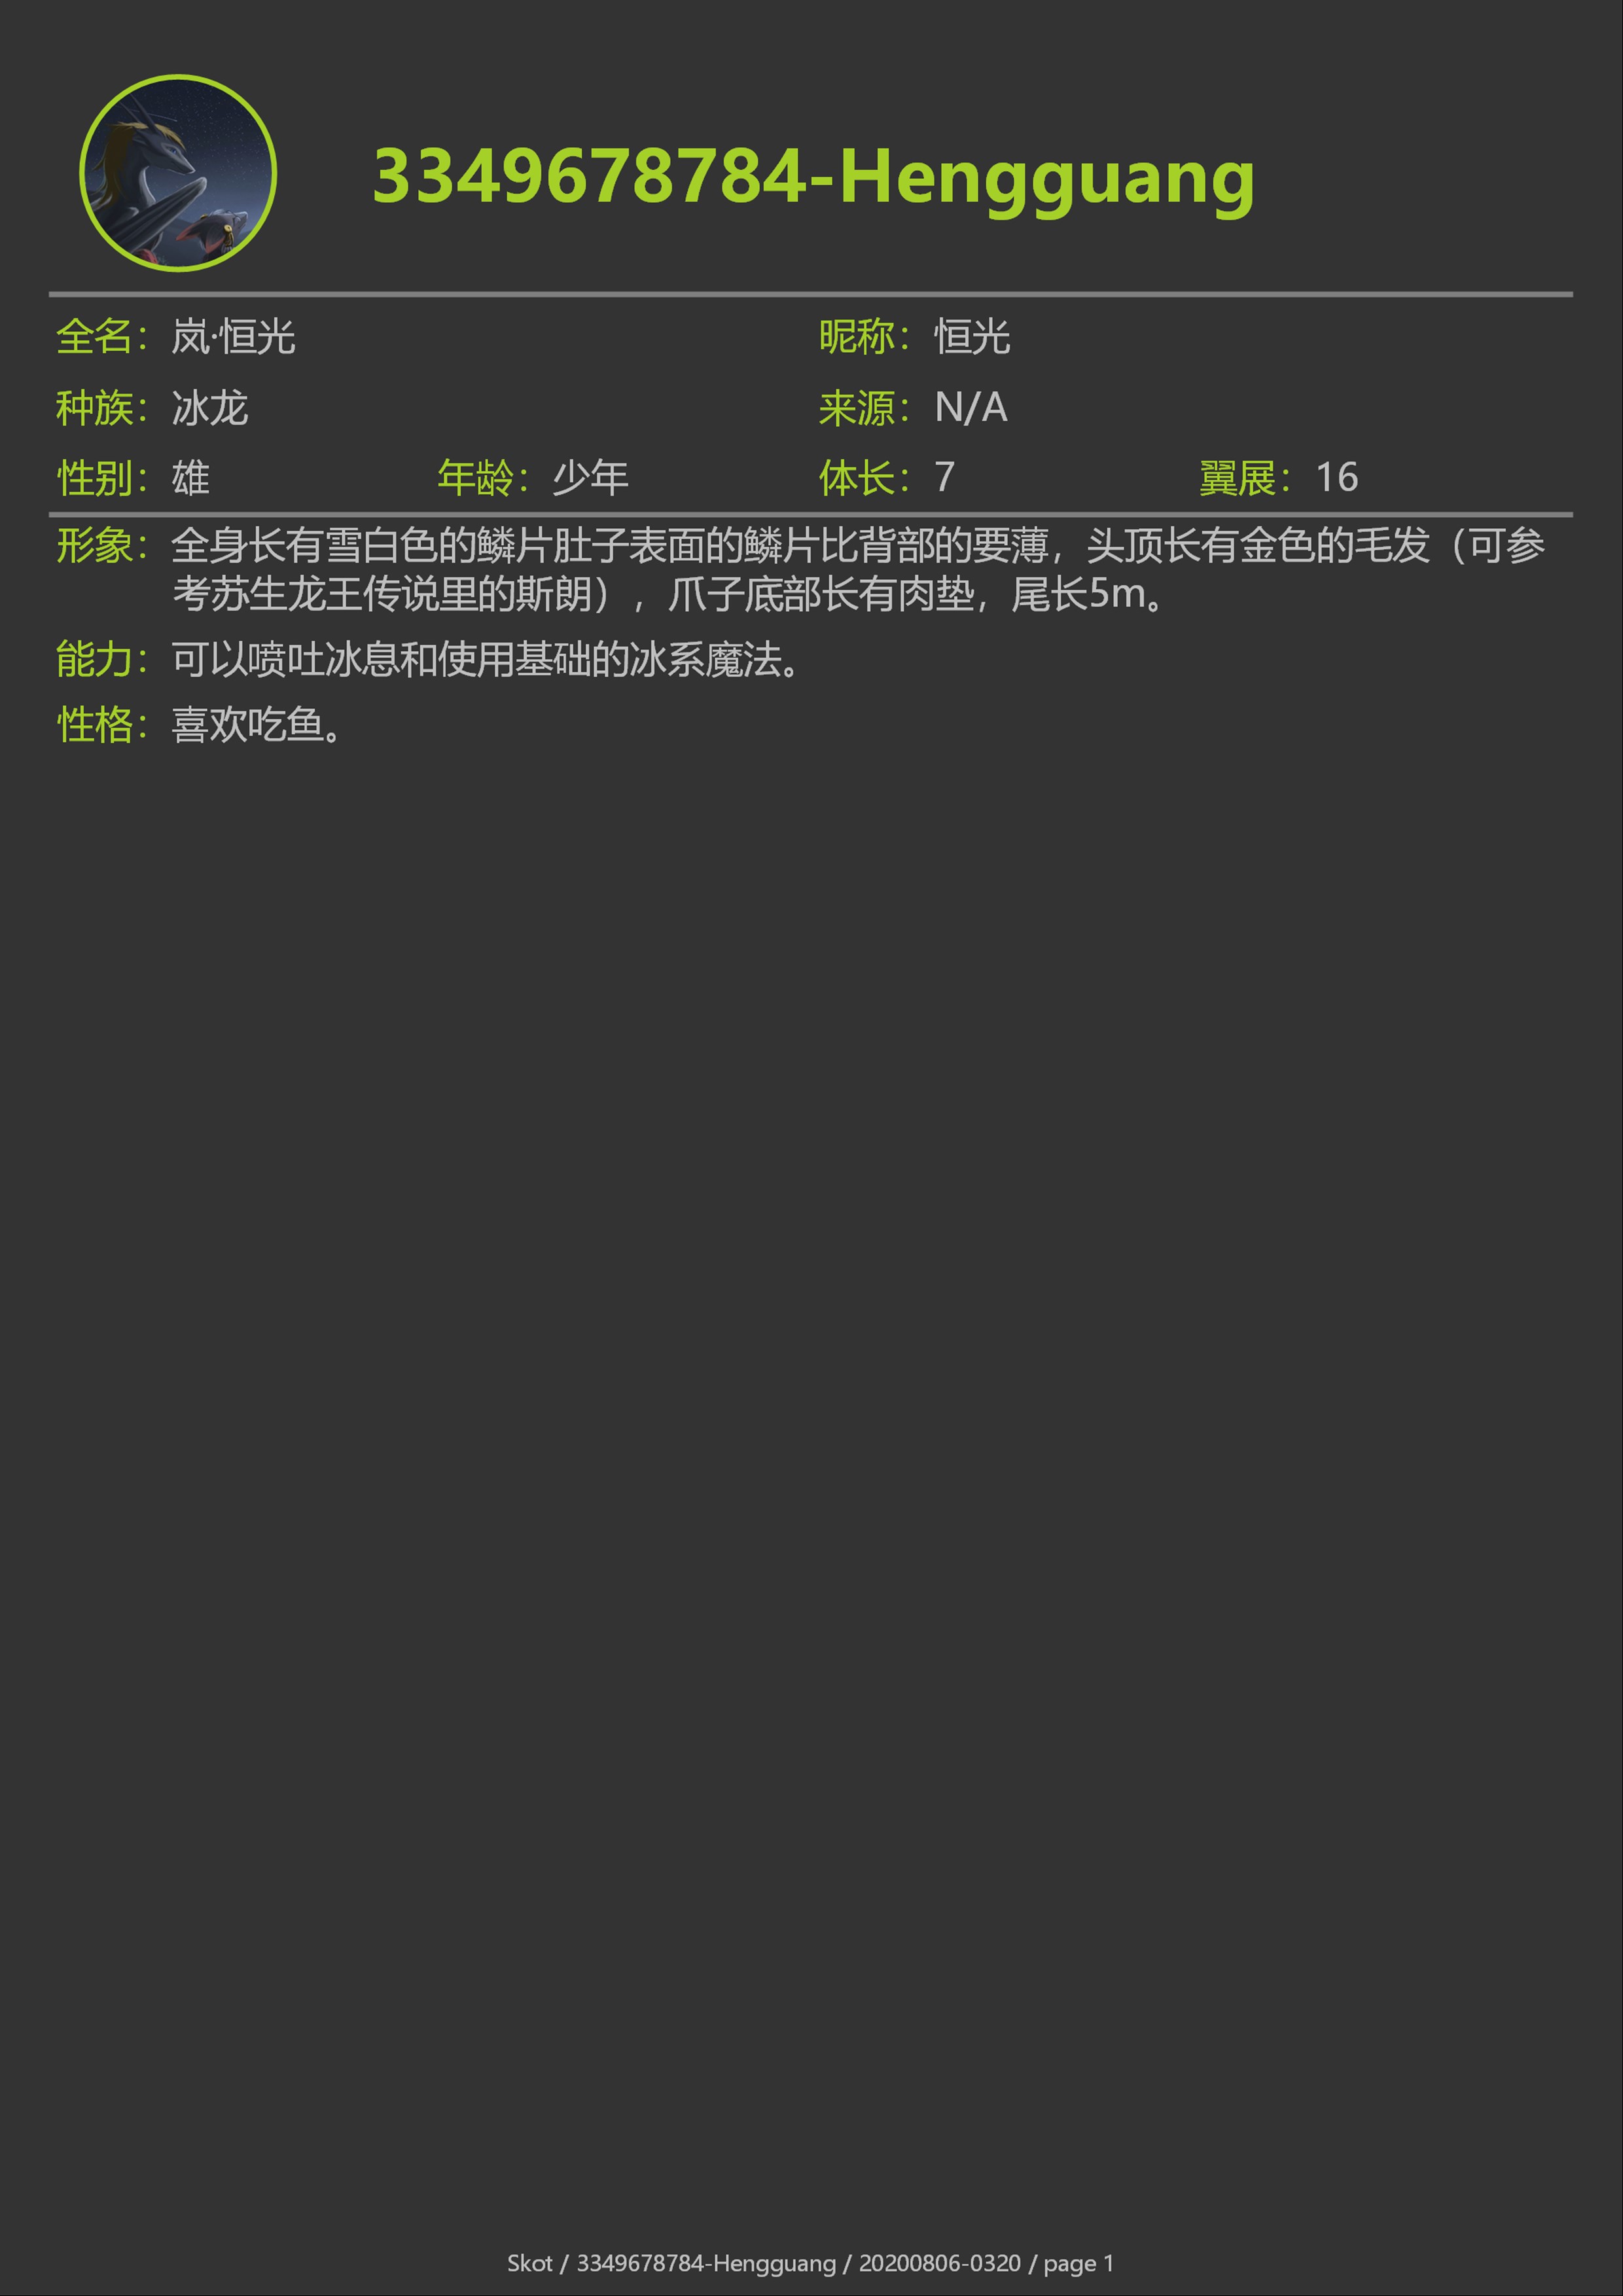 3349678784-Hengguang
全名：岚·恒光 昵称：恒光
种族：冰龙 来源：N/A
性别：雄 年龄：少年 体长：7 翼展：16
形象：全身长有雪白色的鳞片肚子表面的鳞片比背部的要薄，头顶长有金色的毛发（可参
考苏生龙王传说里的斯朗），爪子底部长有肉垫，尾长5m。
能力：可以喷吐冰息和使用基础的冰系魔法。
性格：喜欢吃鱼。
Skot / 3349678784-Hengguang / 20200806-0320 / page 1